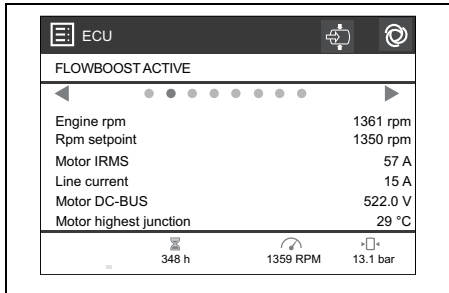 ECU
FLOWBOOST ACTIVE
Engine rpm 1361 rpm
Rpm setpoint 1350 rpm
Motor IRMS 57 A
Line current 15 A
Motor DC-BUS 522.0 V
Motor highest junction 29 °C
348 h 1359 RPM 13.1 bar